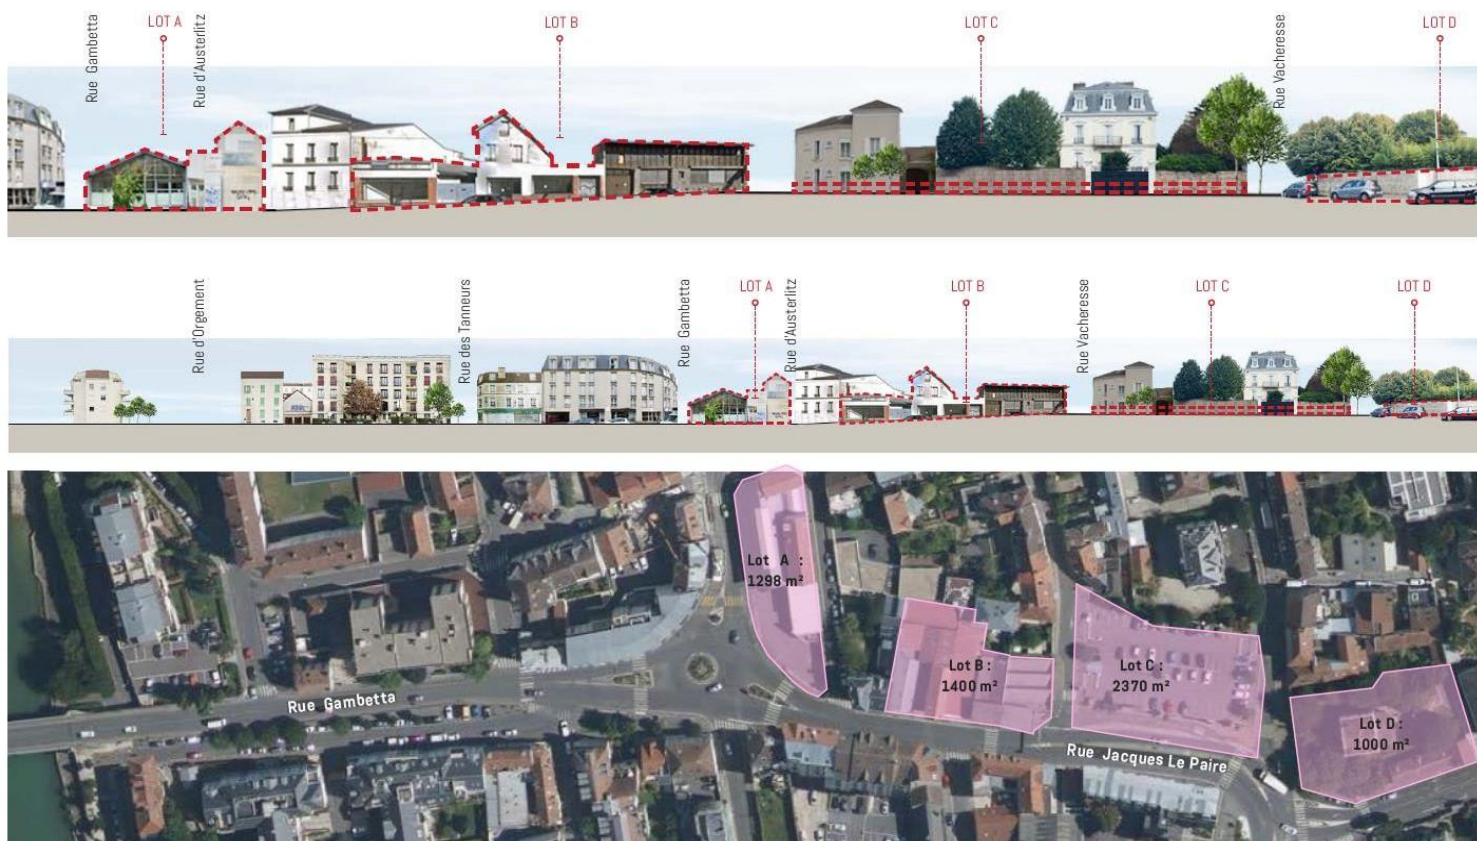 Rue Gambetta
LOT A
Rue d'Austerlitz
LOT B
LOT C
Rue Vacheresse
LOT D
Rue d'Orgement
Rue des Tanneurs
Rue Gambetta
LOT A
Rue d'Austerlitz
LOT B
Rue Vacheresse
LOT C
LOT D
Lot A :
1298 m²
Lot B :
1400 m²
Lot C :
2370 m²
Lot D :
1000 m²
Rue Gambetta
Rue Jacques Le Paire